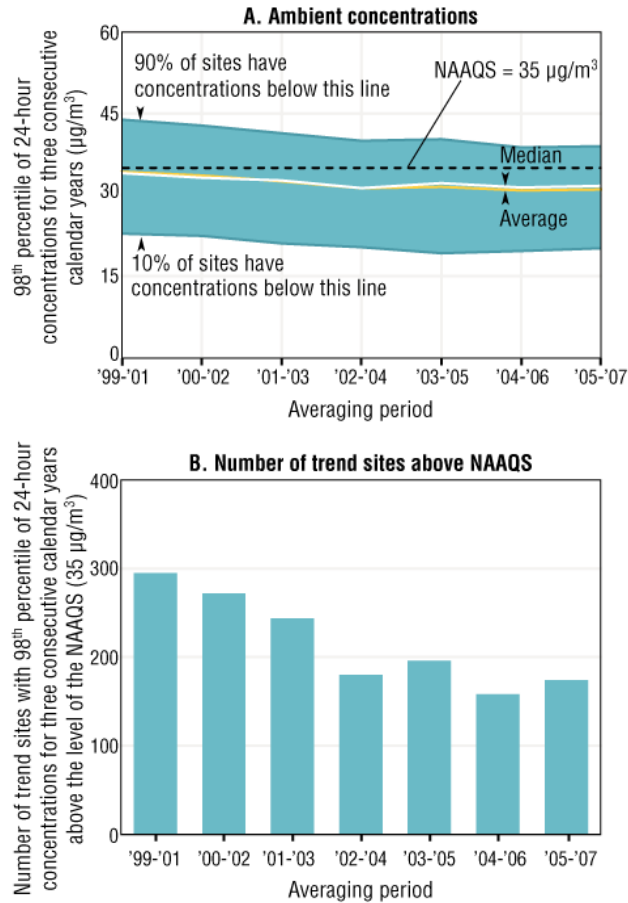 A. Ambient concentrations
98th percentile of 24-hour
concentrations for three consecutive
calendar years (µg/m³)
60
45
30
15
0
90% of sites have
concentrations below this line
NAAQS = 35 µg/m³
Median
Average
10% of sites have
concentrations below this line
'99-'01 '00-'02 '01-'03 '02-'04 '03-'05 '04-'06 '05-'07
Averaging period
B. Number of trend sites above NAAQS
Number of trend sites with 98th percentile of 24-hour
concentrations for three consecutive calendar years
above the level of the NAAQS (35 µg/m³)
400
300
200
100
0
'99-'01 '00-'02 '01-'03 '02-'04 '03-'05 '04-'06 '05-'07
Averaging period